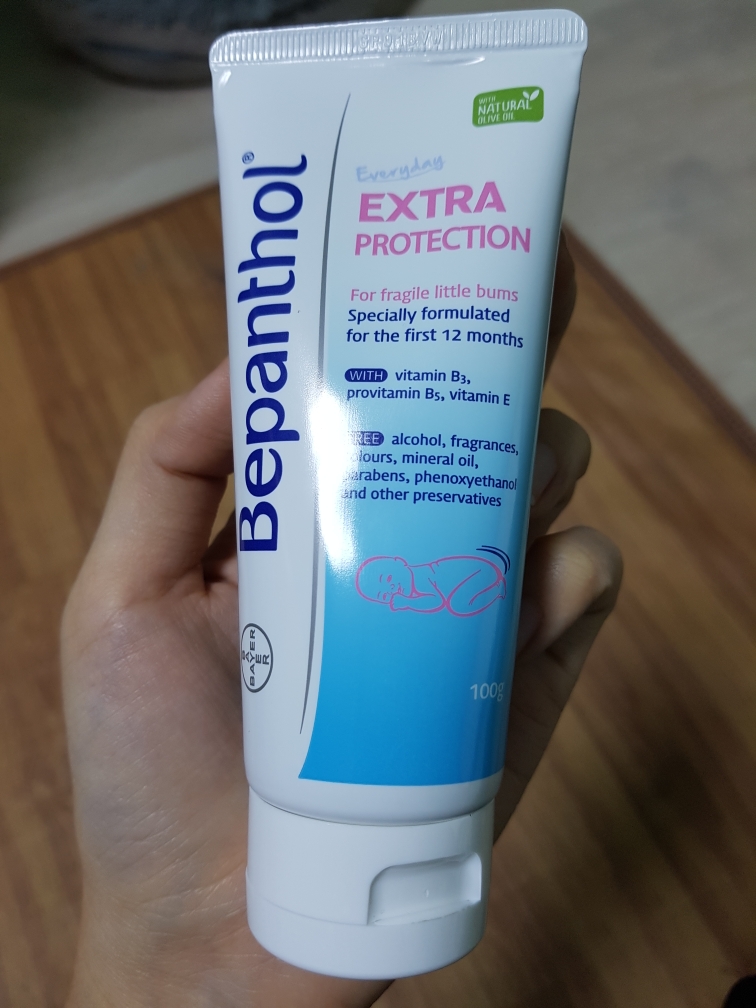 WITH
NATURAL
OLIVE OIL
Bepanthol®
Everyday
EXTRA
PROTECTION
For fragile little bums
Specially formulated
for the first 12 months
WITH vitamin B3,
provitamin B5, vitamin E
FREE alcohol, fragrances,
colours, mineral oil,
parabens, phenoxyethanol
and other preservatives
BAYER
BAYER
100g